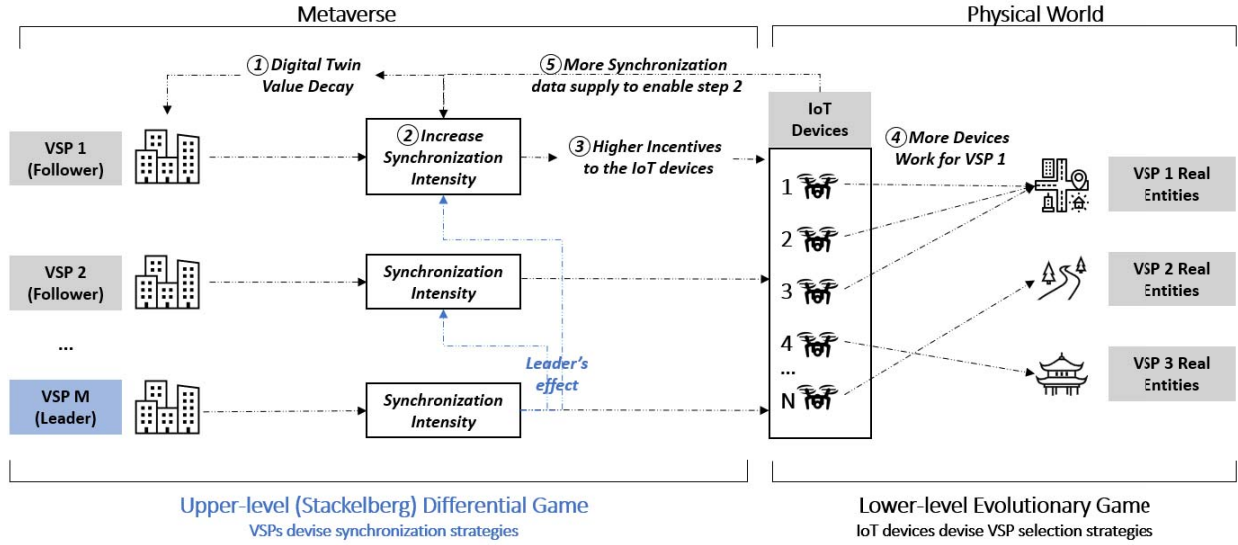 Metaverse
Physical World
① Digital Twin
Value Decay
⑤ More Synchronization
data supply to enable step 2
IoT
Devices
VSP 1
(Follower)
② Increase
Synchronization
Intensity
③ Higher Incentives
to the IoT devices
④ More Devices
Work for VSP 1
1
VSP 1 Real
Entities
2
VSP 2
(Follower)
Synchronization
Intensity
3
VSP 2 Real
Entities
...
Leader's
effect
4
...
VSP 3 Real
Entities
VSP M
(Leader)
Synchronization
Intensity
N
Upper-level (Stackelberg) Differential Game
VSPs devise synchronization strategies
Lower-level Evolutionary Game
IoT devices devise VSP selection strategies